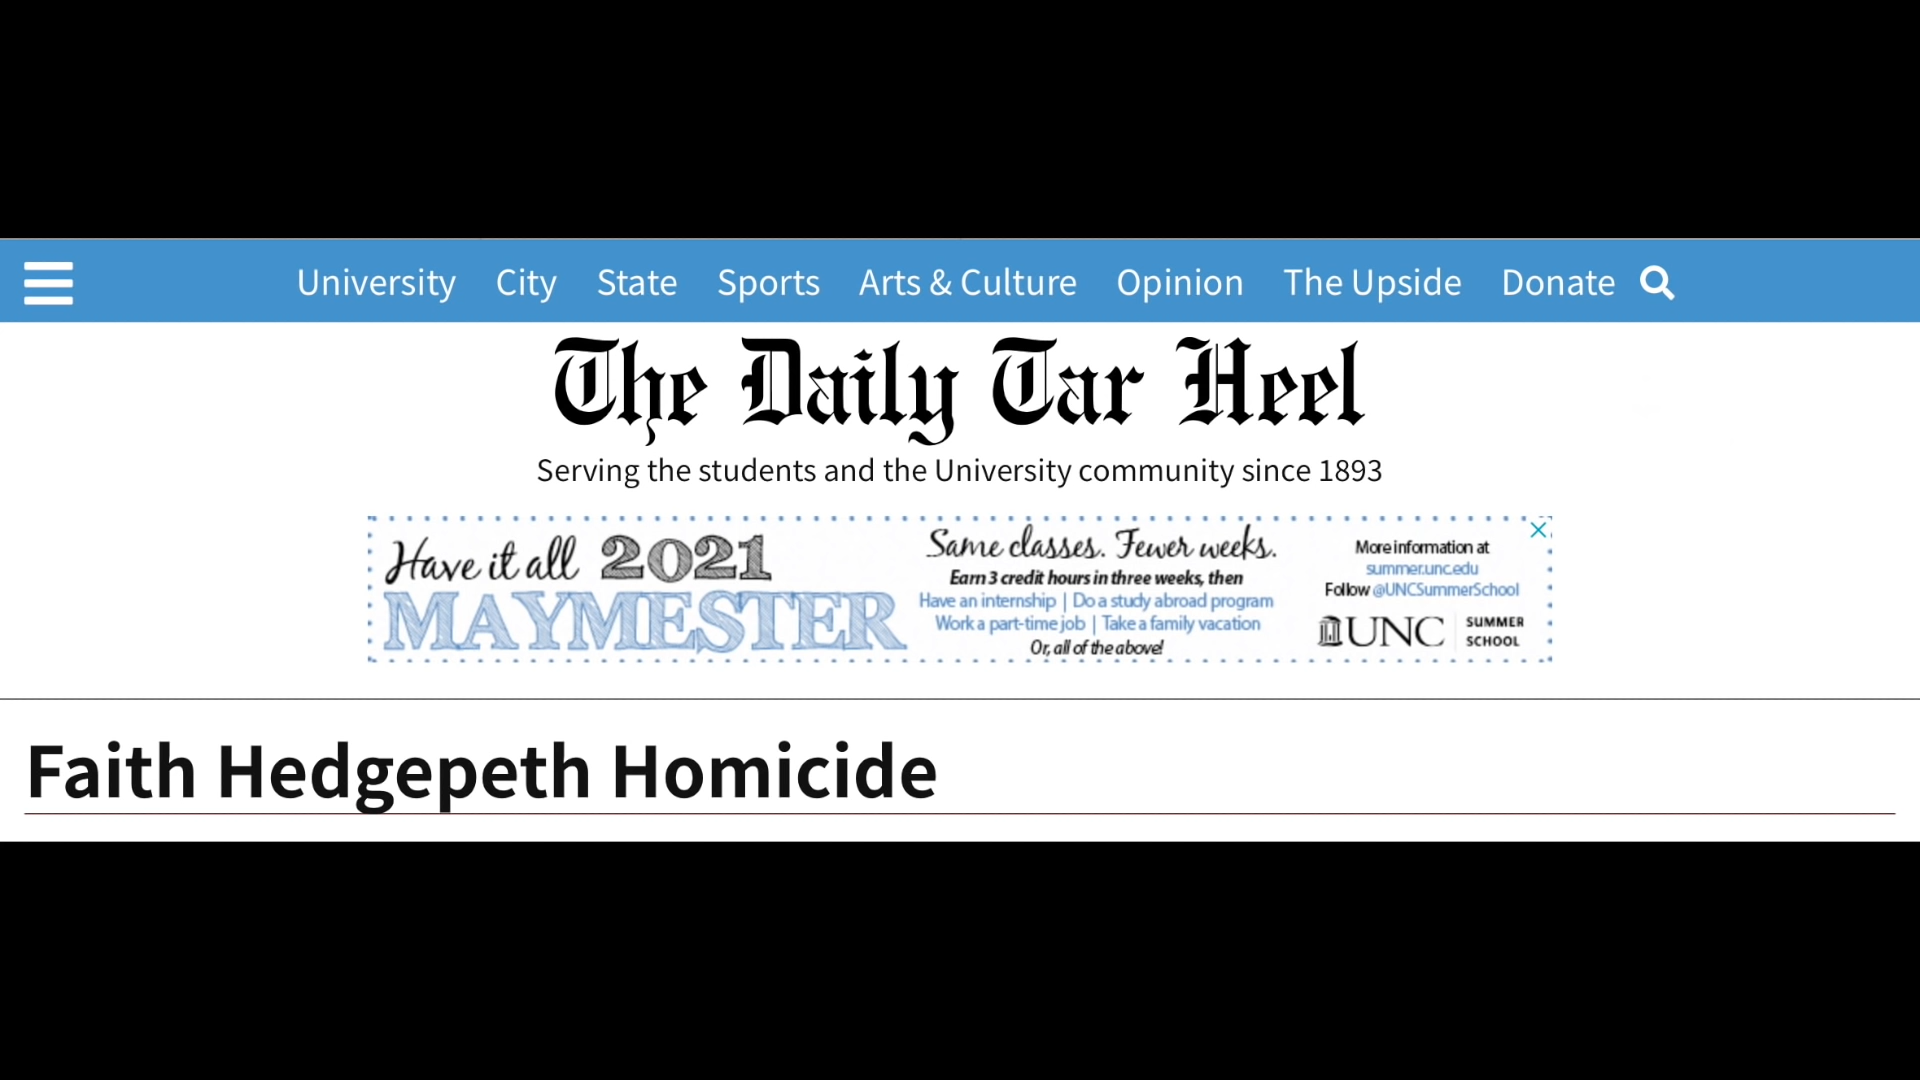 University City State Sports Arts & Culture Opinion The Upside Donate
The Daily Tar Heel
Serving the students and the University community since 1893
Have it all 2021
MAYMESTER
Same classes. Fewer weeks.
Earn 3 credit hours in three weeks, then
Have an internship | Do a study abroad program
Work a part-time job | Take a family vacation
Or, all of the above!
More information at
summer.unc.edu
Follow @UNCSummerSchool
UNC SUMMER
SCHOOL
Faith Hedgepeth Homicide